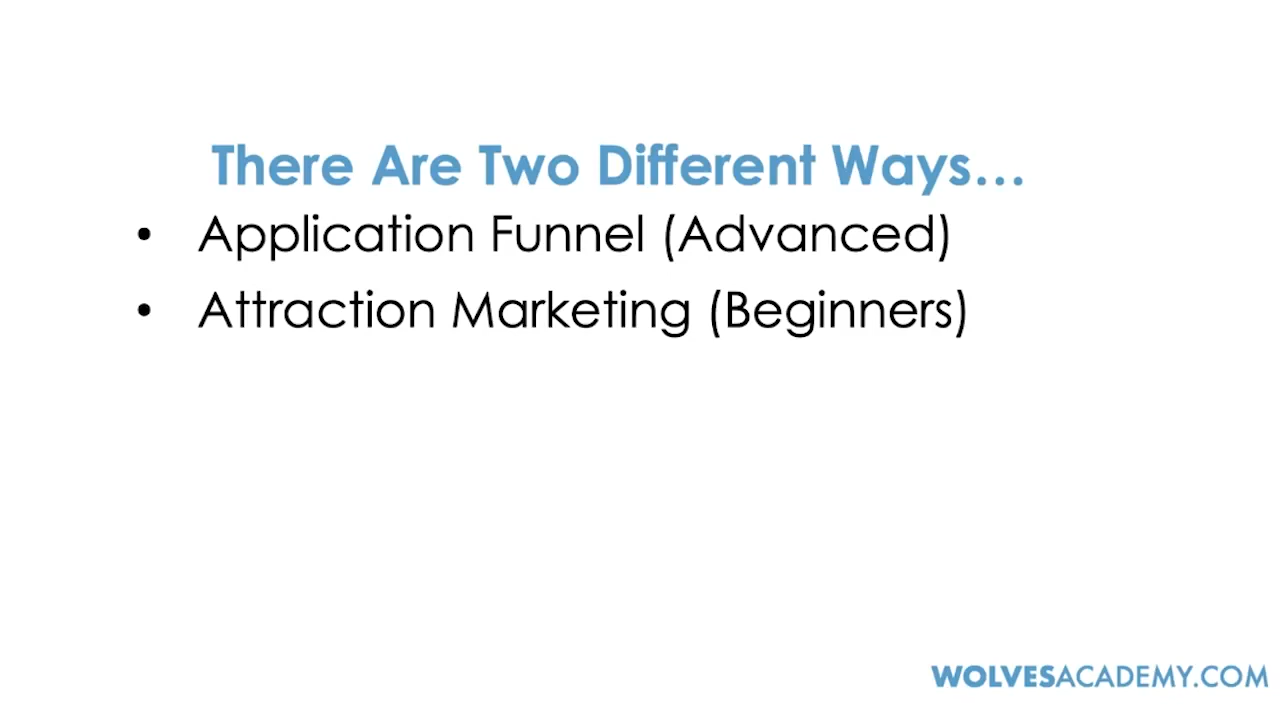 There Are Two Different Ways…
• Application Funnel (Advanced)
• Attraction Marketing (Beginners)
WOLVESACADEMY.COM